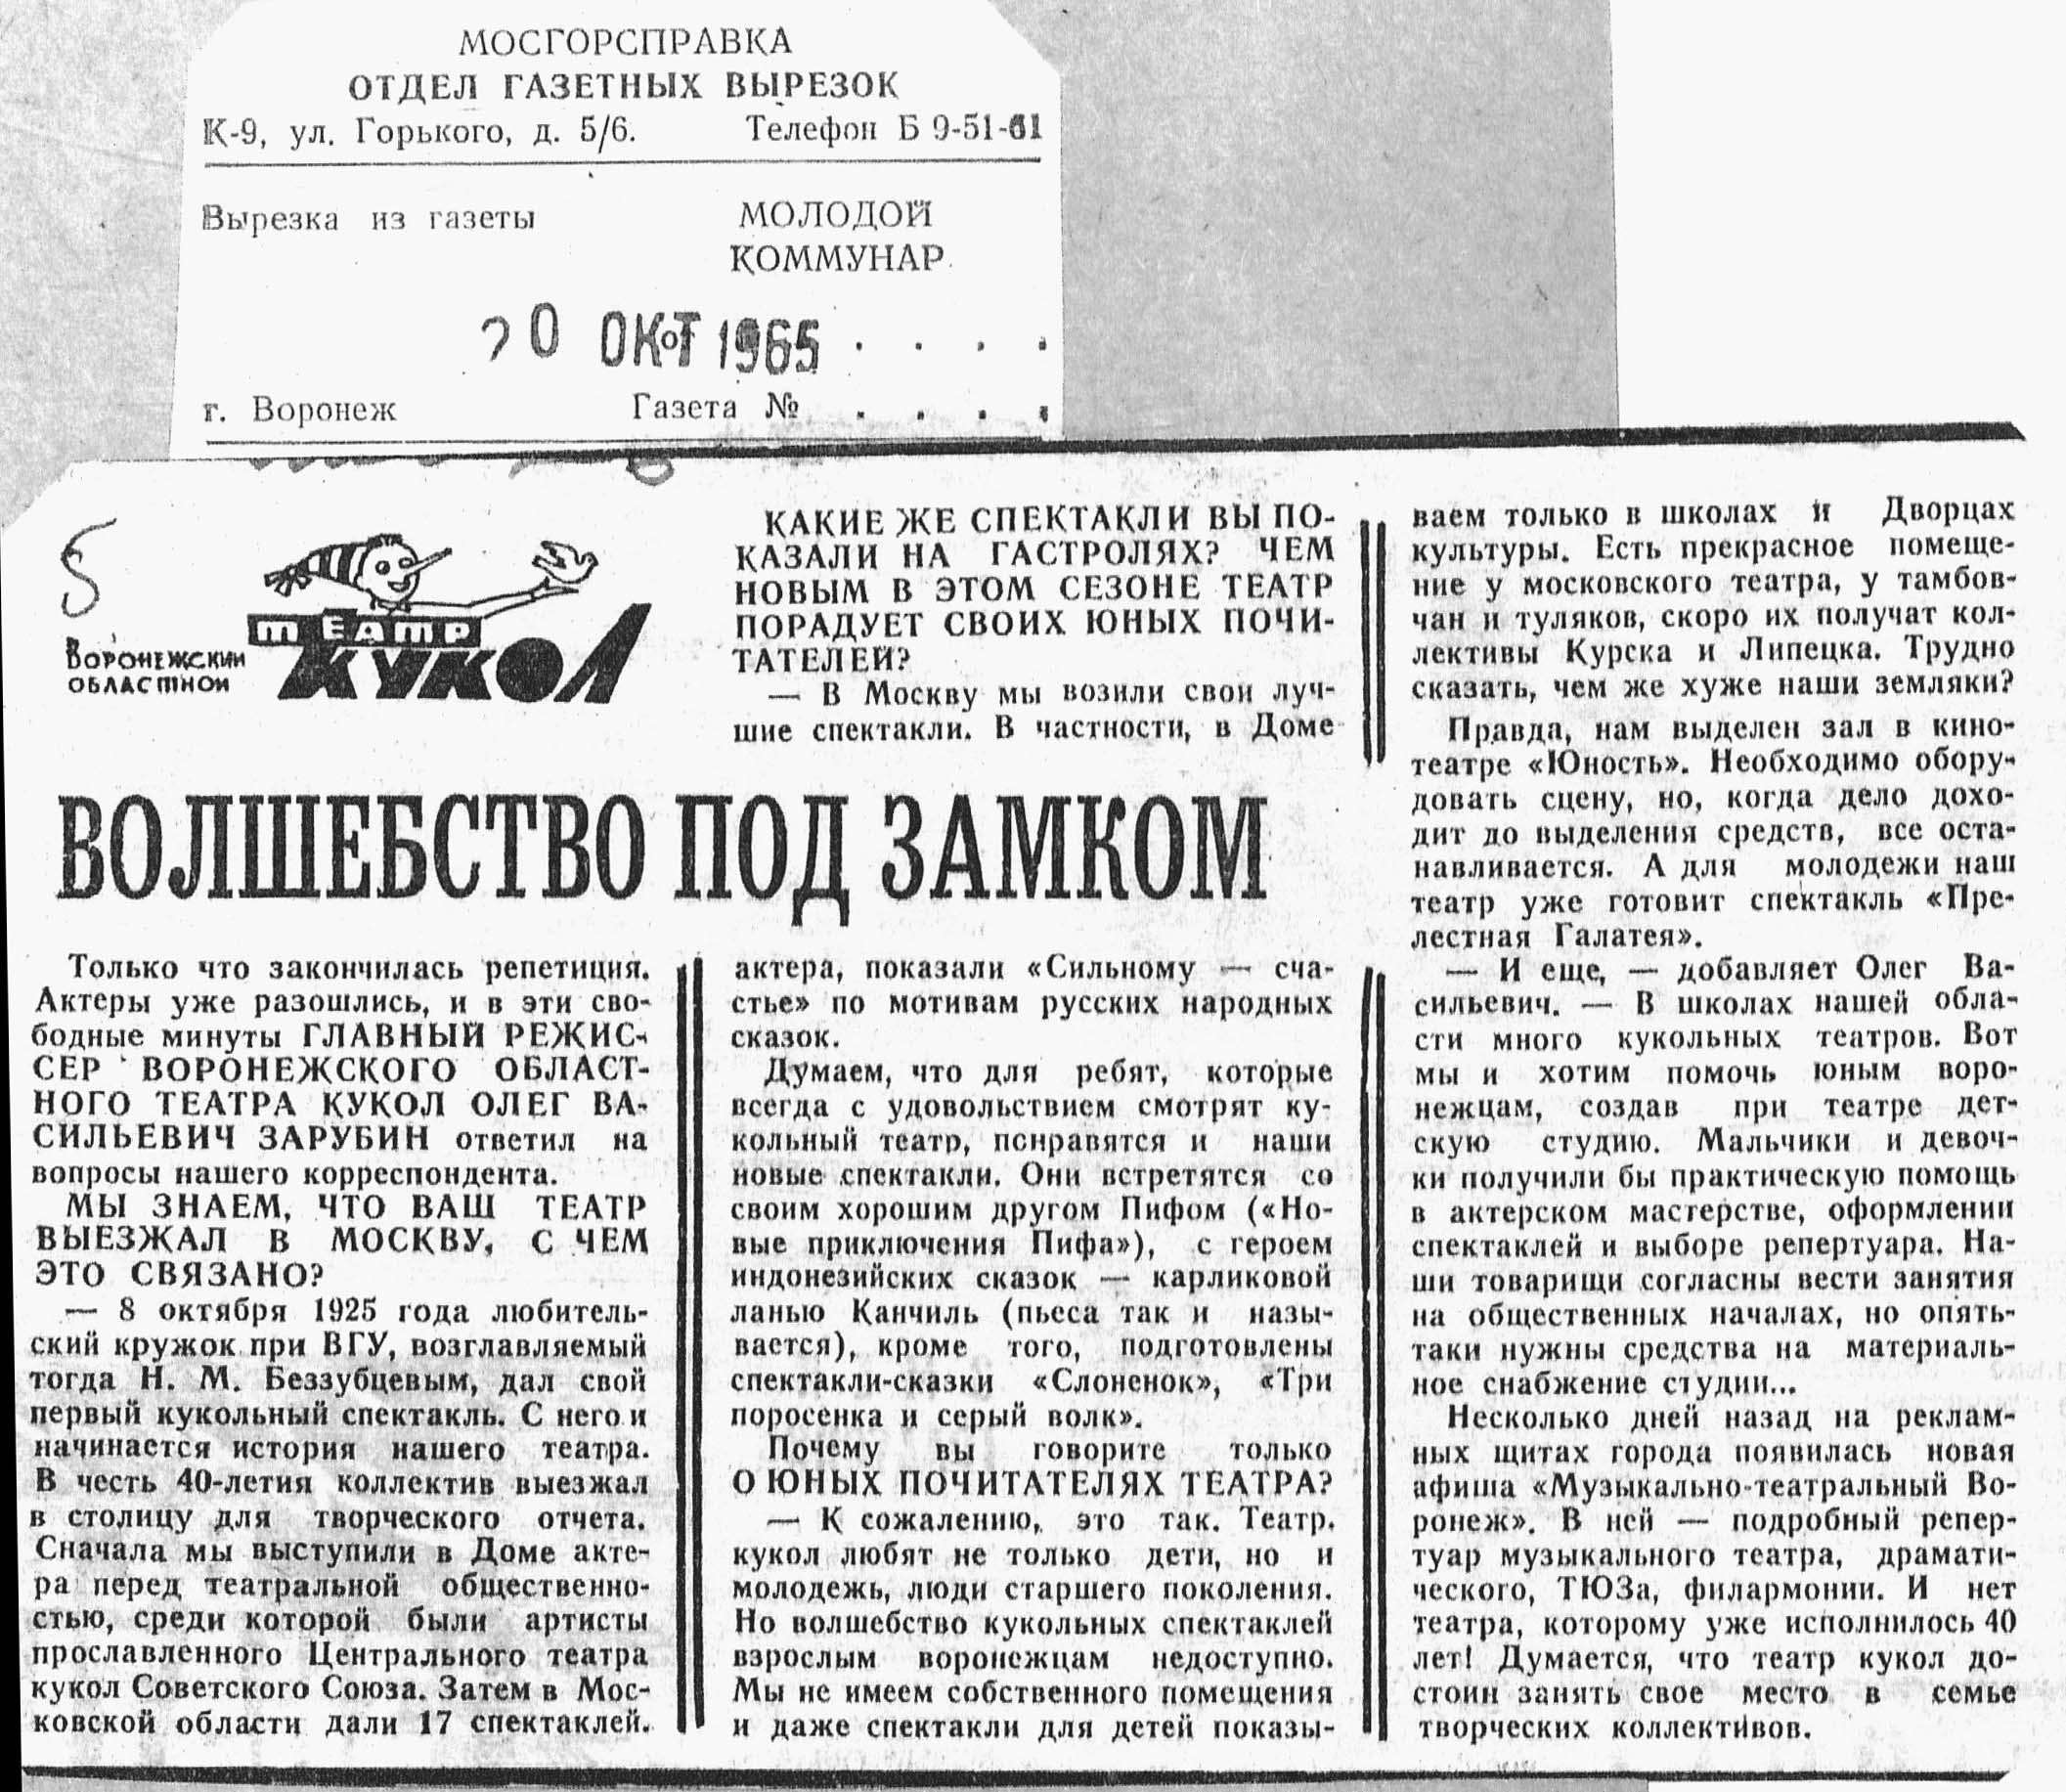 МОСГОРСПРАВКА
ОТДЕЛ ГАЗЕТНЫХ ВЫРЕЗОК
К-9, ул. Горького, д. 5/6. Телефон Б 9-51-61
Вырезка из газеты
МОЛОДОЙ
КОММУНАР
20 ОКТ 1965
г. Воронеж Газета №
5
ВОРОНЕЖСКИЙ
ОБЛАСТНОЙ
ТЕАТР
КУКОЛ
ВОЛШЕБСТВО ПОД ЗАМКОМ
Только что закончилась репетиция.
Актеры уже разошлись, и в эти сво-
бодные минуты ГЛАВНЫЙ РЕЖИС-
СЕР ВОРОНЕЖСКОГО ОБЛАСТ-
НОГО ТЕАТРА КУКОЛ ОЛЕГ ВА-
СИЛЬЕВИЧ ЗАРУБИН ответил на
вопросы нашего корреспондента.
МЫ ЗНАЕМ, ЧТО ВАШ ТЕАТР
ВЫЕЗЖАЛ В МОСКВУ, С ЧЕМ
ЭТО СВЯЗАНО?
— 8 октября 1925 года любитель-
ский кружок при ВГУ, возглавляемый
тогда Н. М. Беззубцевым, дал свой
первый кукольный спектакль. С него и
начинается история нашего театра.
В честь 40-летия коллектив выезжал
в столицу для творческого отчета.
Сначала мы выступили в Доме акте-
ра перед театральной общественно-
стью, среди которой были артисты
прославленного Центрального театра
кукол Советского Союза. Затем в Мос-
ковской области дали 17 спектаклей.
КАКИЕ ЖЕ СПЕКТАКЛИ ВЫ ПО-
КАЗАЛИ НА ГАСТРОЛЯХ? ЧЕМ
НОВЫМ В ЭТОМ СЕЗОНЕ ТЕАТР
ПОРАДУЕТ СВОИХ ЮНЫХ ПОЧИ-
ТАТЕЛЕЙ?
— В Москву мы возили свои луч-
шие спектакли. В частности, в Доме
актера, показали «Сильному — сча-
стье» по мотивам русских народных
сказок.
Думаем, что для ребят, которые
всегда с удовольствием смотрят ку-
кольный театр, понравятся и наши
новые спектакли. Они встретятся со
своим хорошим другом Пифом («Но-
вые приключения Пифа»), с героем
индонезийских сказок — карликовой
ланью Канчиль (пьеса так и назы-
вается), кроме того, подготовлены
спектакли-сказки «Слоненок», «Три
поросенка и серый волк».
Почему вы говорите только
О ЮНЫХ ПОЧИТАТЕЛЯХ ТЕАТРА?
— К сожалению, это так. Театр.
кукол любят не только дети, но и
молодежь, люди старшего поколения.
Но волшебство кукольных спектаклей
взрослым воронежцам недоступно.
Мы не имеем собственного помещения
и даже спектакли для детей показы-
ваем только в школах и Дворцах
культуры. Есть прекрасное помеще-
ние у московского театра, у тамбов-
чан и туляков, скоро их получат кол-
лективы Курска и Липецка. Трудно
сказать, чем же хуже наши земляки?
Правда, нам выделен зал в кино-
театре «Юность». Необходимо обору-
довать сцену, но, когда дело дохо-
дит до выделения средств, все оста-
навливается. А для молодежи наш
театр уже готовит спектакль «Пре-
лестная Галатея».
— И еще, — добавляет Олег Ва-
сильевич. — В школах нашей обла-
сти много кукольных театров. Вот
мы и хотим помочь юным воро-
нежцам, создав при театре дет-
скую студию. Мальчики и девоч-
ки получили бы практическую помощь
в актерском мастерстве, оформлении
спектаклей и выборе репертуара. На-
ши товарищи согласны вести занятия
на общественных началах, но опять-
таки нужны средства на материаль-
ное снабжение студии...
Несколько дней назад на реклам-
ных щитах города появилась новая
афиша «Музыкально-театральный Во-
ронеж». В ней — подробный репер-
туар музыкального театра, драмати-
ческого, ТЮЗа, филармонии. И нет
театра, которому уже исполнилось 40
лет! Думается, что театр кукол до-
стоин занять свое место в семье
творческих коллективов.